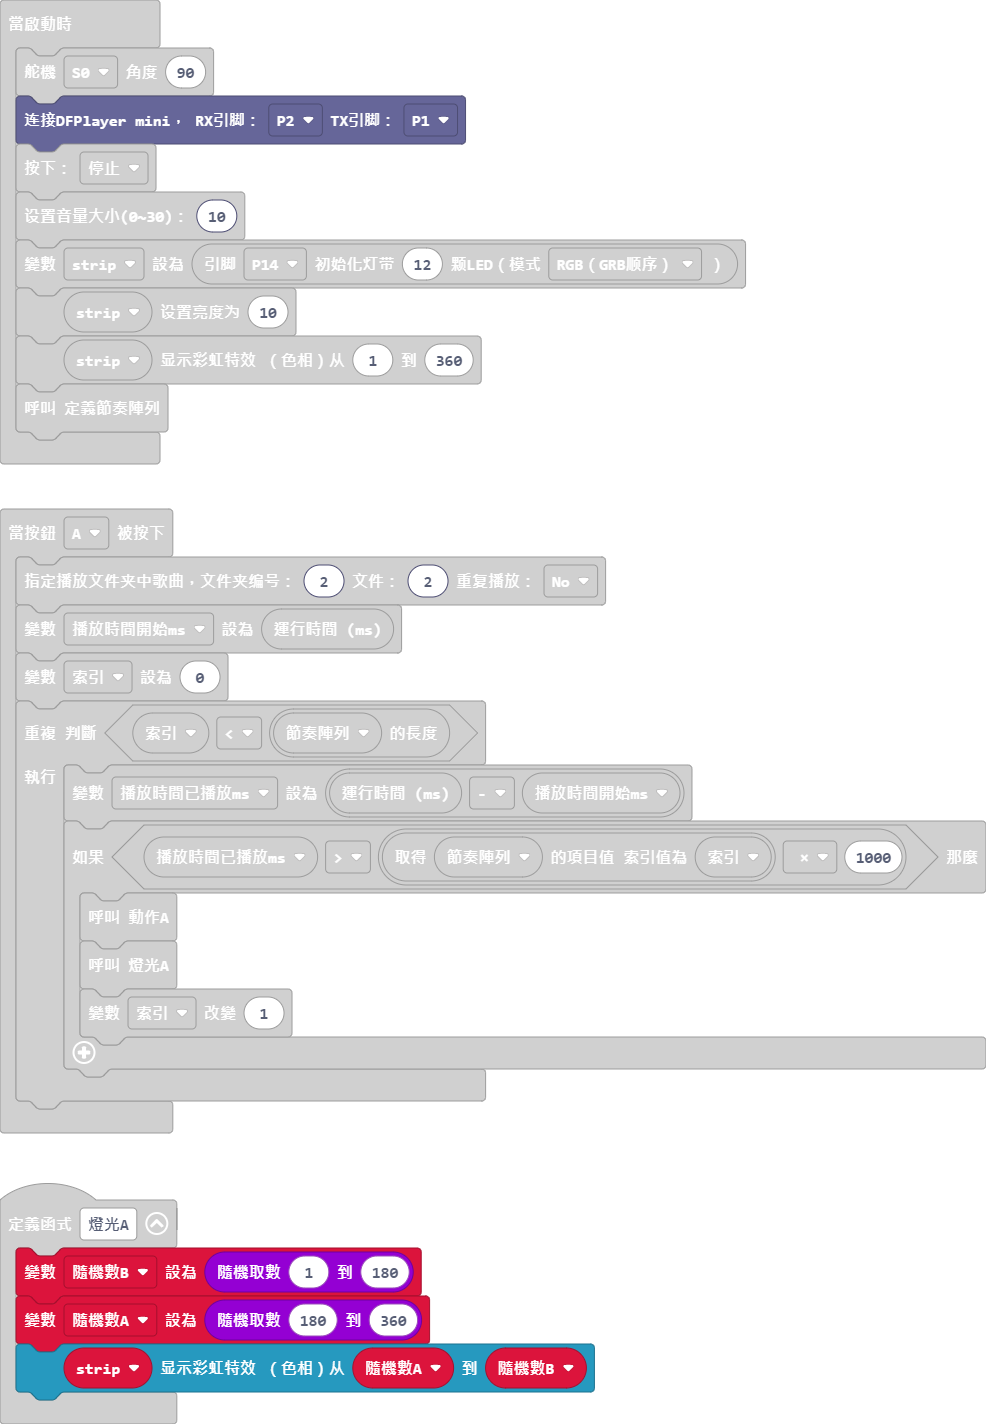 當啟動時
舵機 S0 角度 90
连接DFPlayer mini， RX引脚： P2 TX引脚： P1
按下： 停止
设置音量大小(0~30)： 10
變數 strip 設為 引脚 P14 初始化灯带 12 颗LED（模式 RGB（GRB顺序） ）
strip 设置亮度为 10
strip 显示彩虹特效 （色相）从 1 到 360
呼叫 定義節奏陣列
當按鈕 A 被按下
指定播放文件夹中歌曲，文件夹编号： 2 文件： 2 重复播放： No
變數 播放時間開始ms 設為 運行時間 (ms)
變數 索引 設為 0
重複 判斷 索引 < 節奏陣列 的長度
執行
變數 播放時間已播放ms 設為 運行時間 (ms) - 播放時間開始ms
如果 播放時間已播放ms > 取得 節奏陣列 的項目值 索引值為 索引 × 1000 那麼
呼叫 動作A
呼叫 燈光A
變數 索引 改變 1
定義函式 燈光A
變數 隨機數B 設為 隨機取數 1 到 180
變數 隨機數A 設為 隨機取數 180 到 360
strip 显示彩虹特效 （色相）从 隨機數A 到 隨機數B